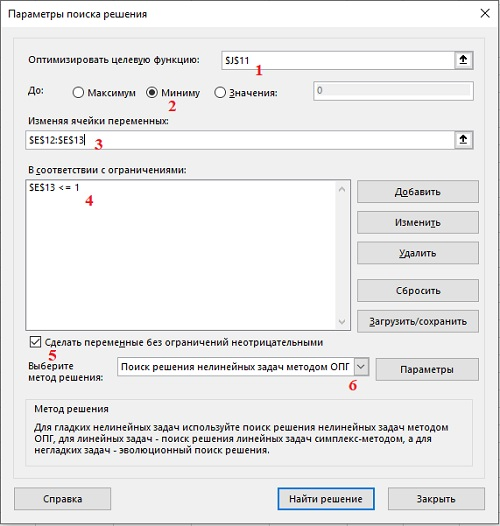 Параметры поиска решения
Оптимизировать целевую функцию: $J$11
1
До: Максимум Миниму Значения: 0
2
Изменяя ячейки переменных:
$E$12:$E$13
3
В соответствии с ограничениями:
$E$13 <= 1
4
Добавить
Изменить
Удалить
Сбросить
Загрузить/сохранить
Сделать переменные без ограничений неотрицательными
5
Выберите
метод решения:
Поиск решения нелинейных задач методом ОПГ
6
Параметры
Метод решения
Для гладких нелинейных задач используйте поиск решения нелинейных задач методом
ОПГ, для линейных задач - поиск решения линейных задач симплекс-методом, а для
негладких задач - эволюционный поиск решения.
Справка
Найти решение
Закрыть